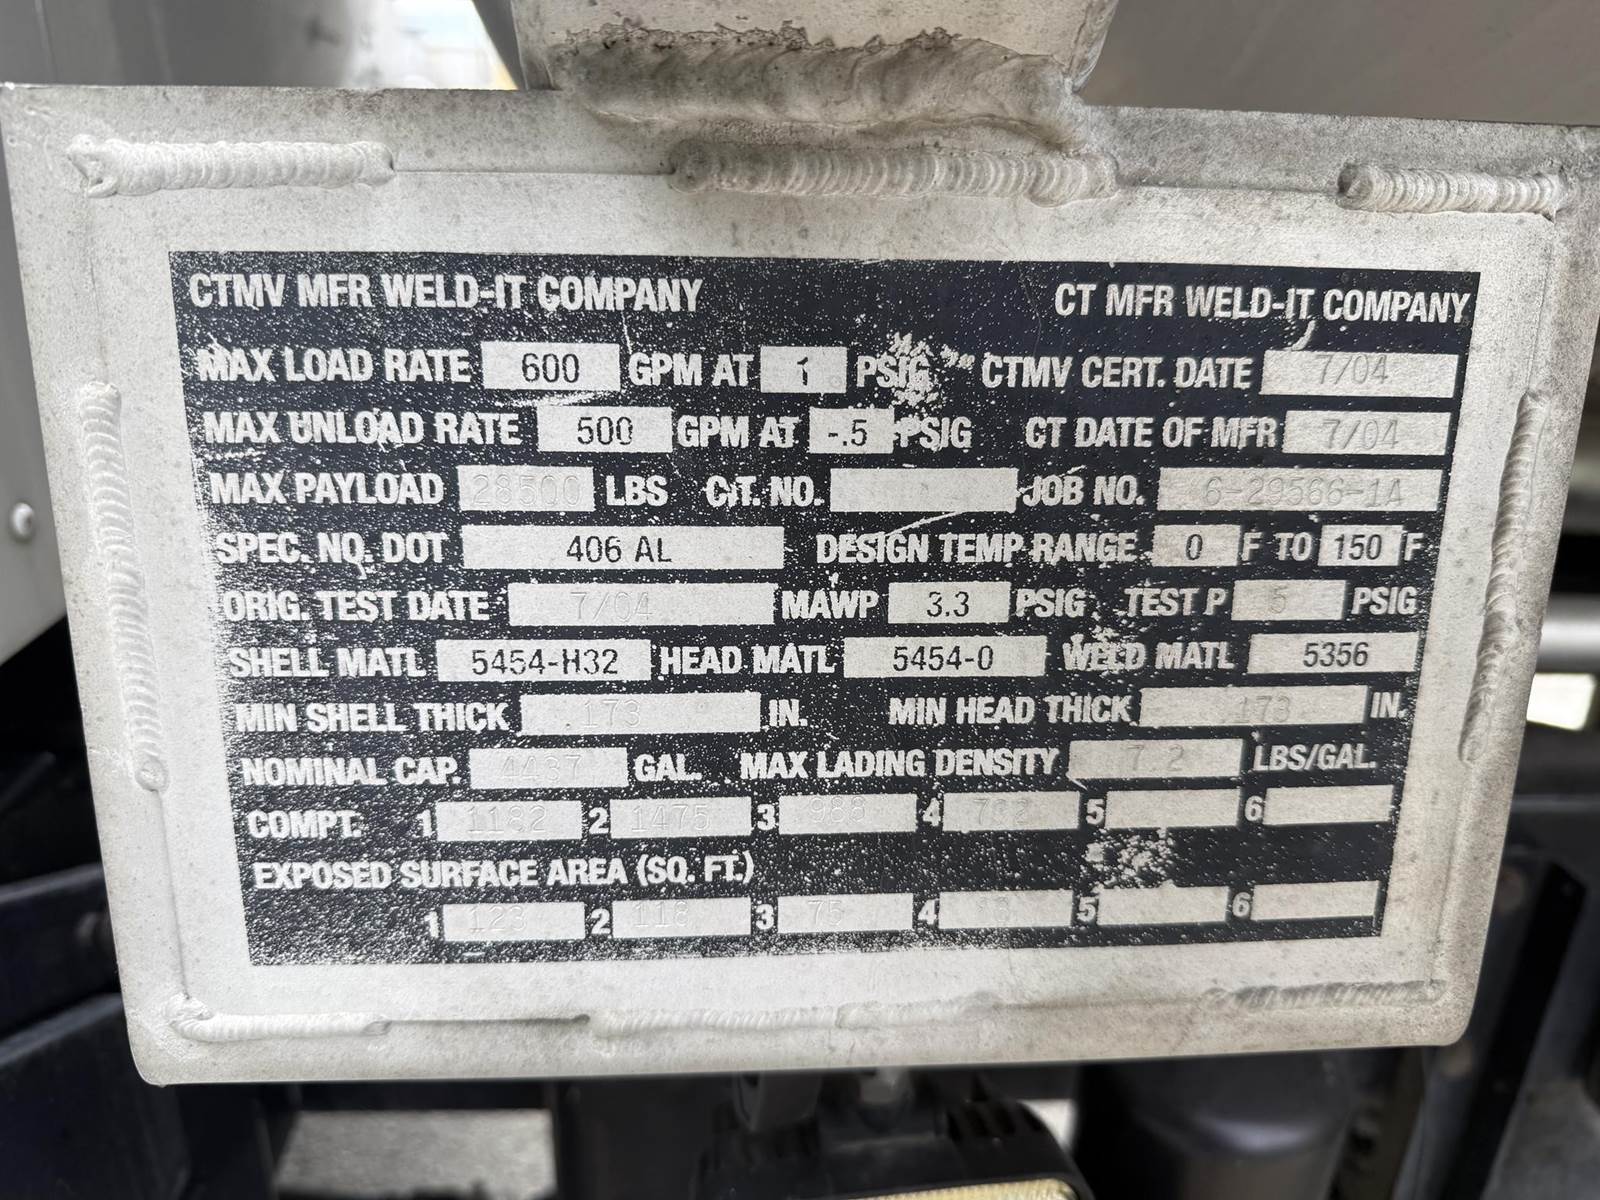 CTMV MFR WELD-IT COMPANY CT MFR WELD-IT COMPANY
MAX LOAD RATE 600 GPM AT 1 PSIG CTMV CERT. DATE 7/04
MAX UNLOAD RATE 500 GPM AT -.5 PSIG CT DATE OF MFR 7/04
MAX PAYLOAD 28500 LBS C.T. NO. JOB NO. 6-29566-1A
SPEC. NO. DOT 406 AL DESIGN TEMP RANGE 0 F TO 150 F
ORIG. TEST DATE 7/04 MAWP 3.3 PSIG TEST P 5 PSIG
SHELL MATL 5454-H32 HEAD MATL 5454-0 WELD MATL 5356
MIN SHELL THICK .173 IN. MIN HEAD THICK .173 IN.
NOMINAL CAP. 4437 GAL. MAX LADING DENSITY 7.2 LBS/GAL.
COMPT. 1 1182 2 1475 3 988 4 5 6
EXPOSED SURFACE AREA (SQ. FT.)
1 123 2 118 3 75 4 5 6